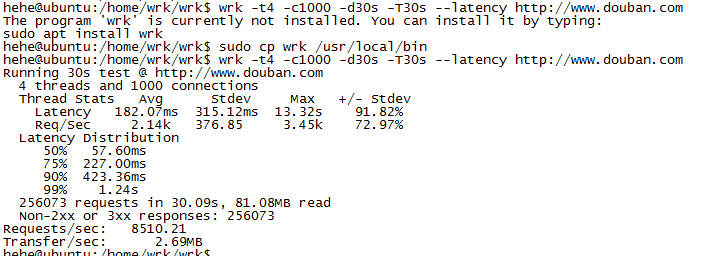 hehe@ubuntu:/home/wrk/wrk$ wrk -t4 -c1000 -d30s -T30s --latency http://www.douban.com
The program 'wrk' is currently not installed. You can install it by typing:
sudo apt install wrk
hehe@ubuntu:/home/wrk/wrk$ sudo cp wrk /usr/local/bin
hehe@ubuntu:/home/wrk/wrk$ wrk -t4 -c1000 -d30s -T30s --latency http://www.douban.com
Running 30s test @ http://www.douban.com
  4 threads and 1000 connections
  Thread Stats   Avg      Stdev     Max   +/- Stdev
    Latency   182.07ms  315.12ms  13.32s    91.82%
    Req/Sec     2.14k   376.85     3.45k    72.97%
  Latency Distribution
     50%   57.60ms
     75%  227.00ms
     90%  423.36ms
     99%    1.24s
  256073 requests in 30.09s, 81.08MB read
  Non-2xx or 3xx responses: 256073
Requests/sec:   8510.21
Transfer/sec:      2.69MB
hehe@ubuntu:/home/wrk/wrk$